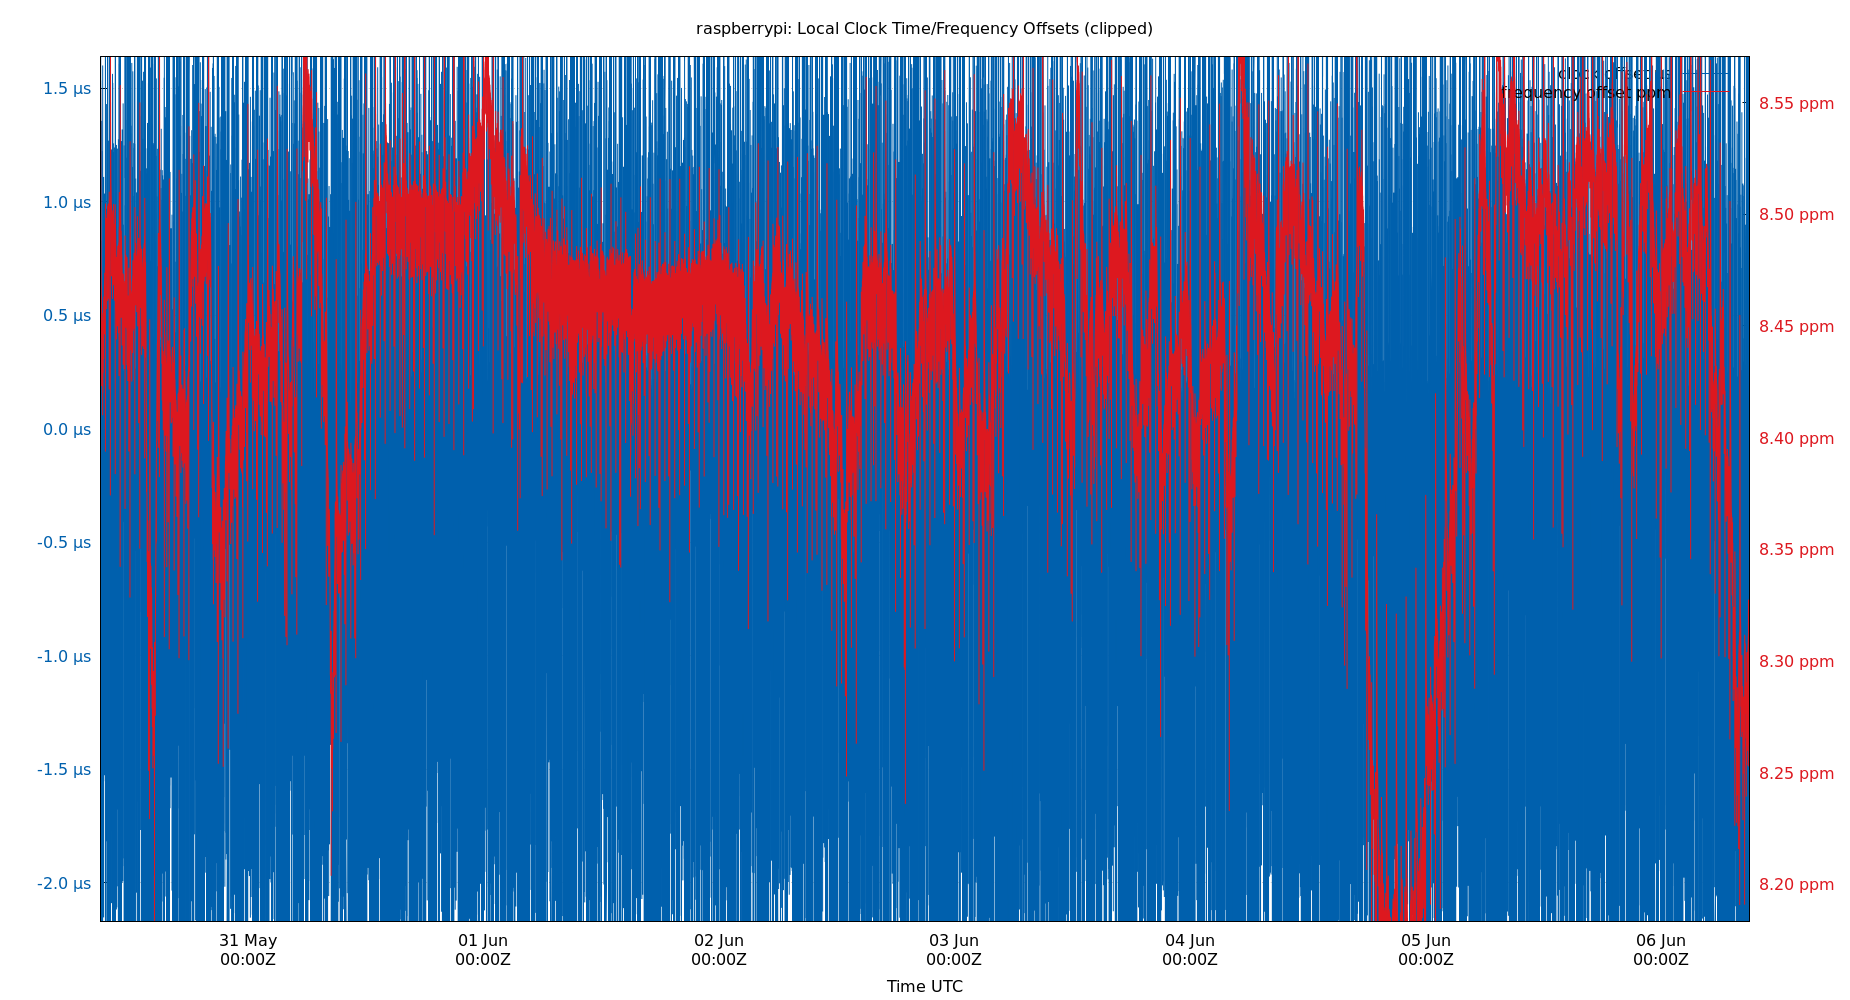 raspberrypi: Local Clock Time/Frequency Offsets (clipped)
clock offset µs
frequency offset ppm
1.5 µs
1.0 µs
0.5 µs
0.0 µs
-0.5 µs
-1.0 µs
-1.5 µs
-2.0 µs
8.55 ppm
8.50 ppm
8.45 ppm
8.40 ppm
8.35 ppm
8.30 ppm
8.25 ppm
8.20 ppm
31 May 01 Jun 02 Jun 03 Jun 04 Jun 05 Jun 06 Jun
00:00Z 00:00Z 00:00Z 00:00Z 00:00Z 00:00Z 00:00Z
Time UTC